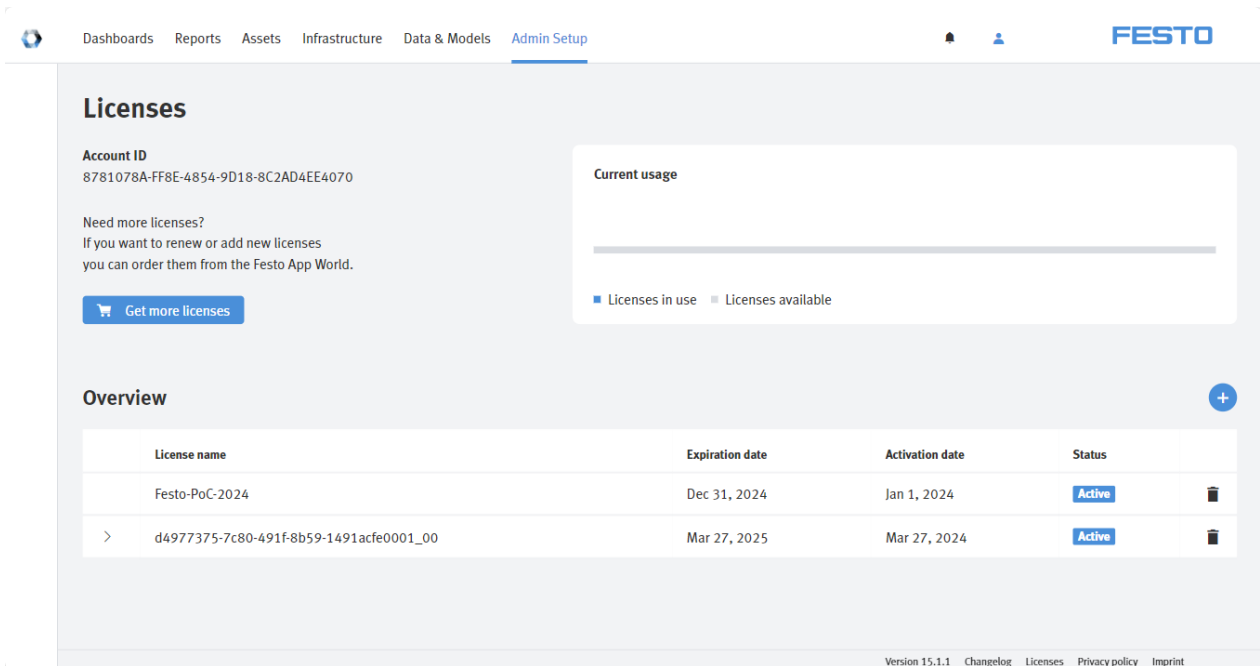 Dashboards Reports Assets Infrastructure Data & Models Admin Setup FESTO
Licenses
Account ID
8781078A-FF8E-4854-9D18-8C2AD4EE4070
Need more licenses?
If you want to renew or add new licenses
you can order them from the Festo App World.
Get more licenses
Current usage
Licenses in use Licenses available
Overview
License name Expiration date Activation date Status
Festo-PoC-2024 Dec 31, 2024 Jan 1, 2024 Active
d4977375-7c80-491f-8b59-1491acfe0001_00 Mar 27, 2025 Mar 27, 2024 Active
Version 15.1.1 Changelog Licenses Privacy policy Imprint